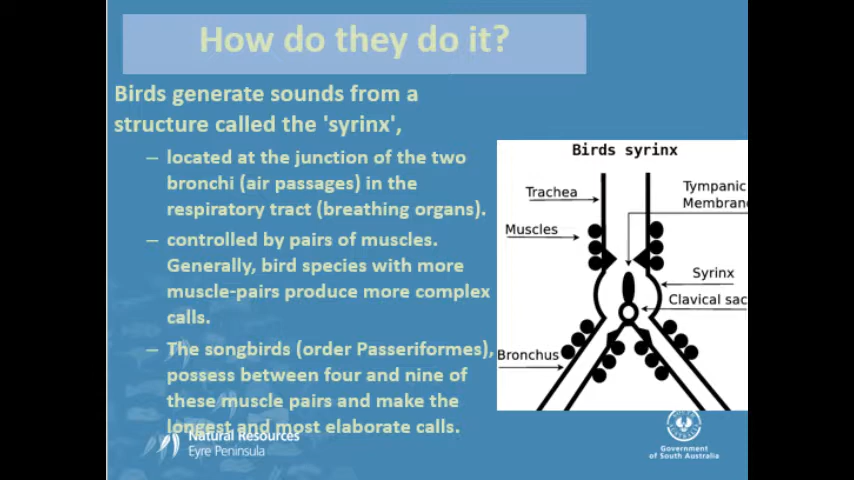 How do they do it?
Birds generate sounds from a
structure called the 'syrinx',
– located at the junction of the two
bronchi (air passages) in the
respiratory tract (breathing organs).
– controlled by pairs of muscles.
Generally, bird species with more
muscle-pairs produce more complex
calls.
– The songbirds (order Passeriformes),
possess between four and nine of
these muscle pairs and make the
longest and most elaborate calls.
Birds syrinx
Trachea
Tympanic
Membran
Muscles
Syrinx
Clavical sac
Bronchus
Natural Resources
Eyre Peninsula
Government
of South Australia